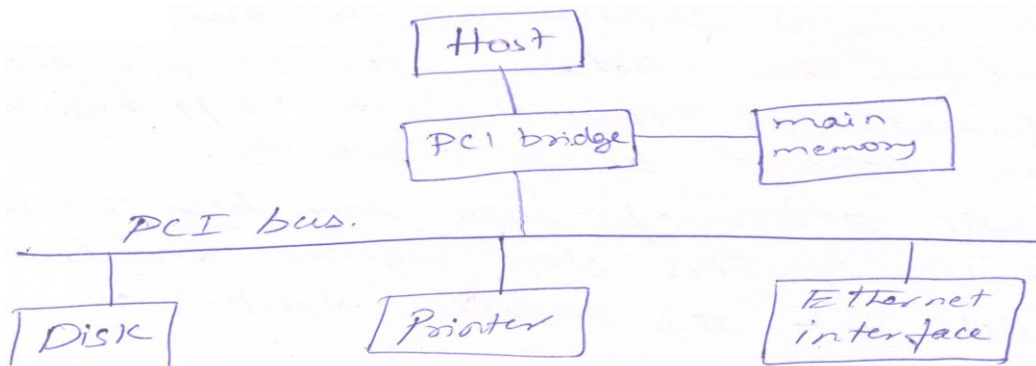 Host
PCI bridge
main
memory
PCI bus.
Disk
Printer
Ethernet
interface